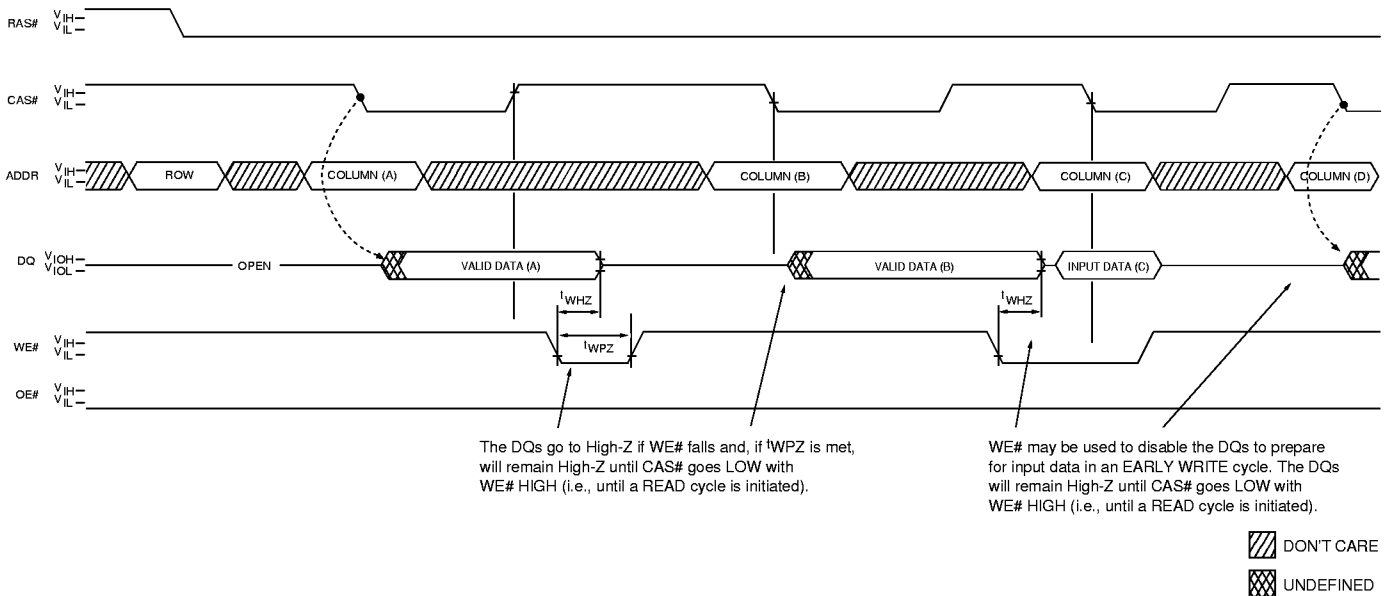 RAS# VIH
VIL
CAS# VIH
VIL
ADDR VIH
VIL
ROW COLUMN (A) COLUMN (B) COLUMN (C) COLUMN (D)
DQ VIOH
VIOL
OPEN VALID DATA (A) VALID DATA (B) INPUT DATA (C)
tWHZ tWHZ
tWPZ
WE# VIH
VIL
OE# VIH
VIL
The DQs go to High-Z if WE# falls and, if tWPZ is met,
will remain High-Z until CAS# goes LOW with
WE# HIGH (i.e., until a READ cycle is initiated).
WE# may be used to disable the DQs to prepare
for input data in an EARLY WRITE cycle. The DQs
will remain High-Z until CAS# goes LOW with
WE# HIGH (i.e., until a READ cycle is initiated).
DON'T CARE
UNDEFINED